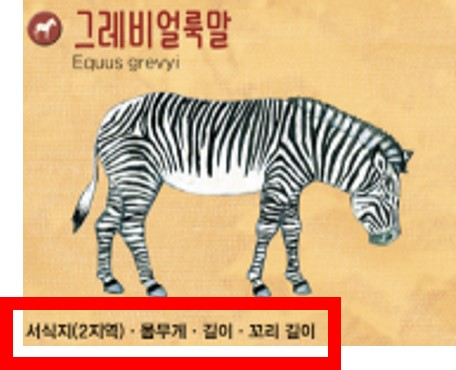 그레비얼룩말
Equus grevyi
서식지(2지역) · 몸무게 · 길이 · 꼬리 길이